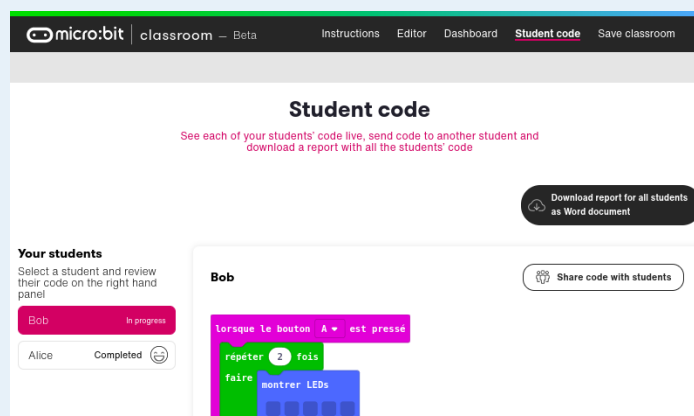 micro:bit classroom – Beta Instructions Editor Dashboard Student code Save classroom
Student code
See each of your students' code live, send code to another student and
download a report with all the students' code
Download report for all students
as Word document
Your students
Select a student and review
their code on the right hand
panel
Bob In progress
Alice Completed
Bob
Share code with students
lorsque le bouton A est pressé
répéter 2 fois
faire
montrer LEDs